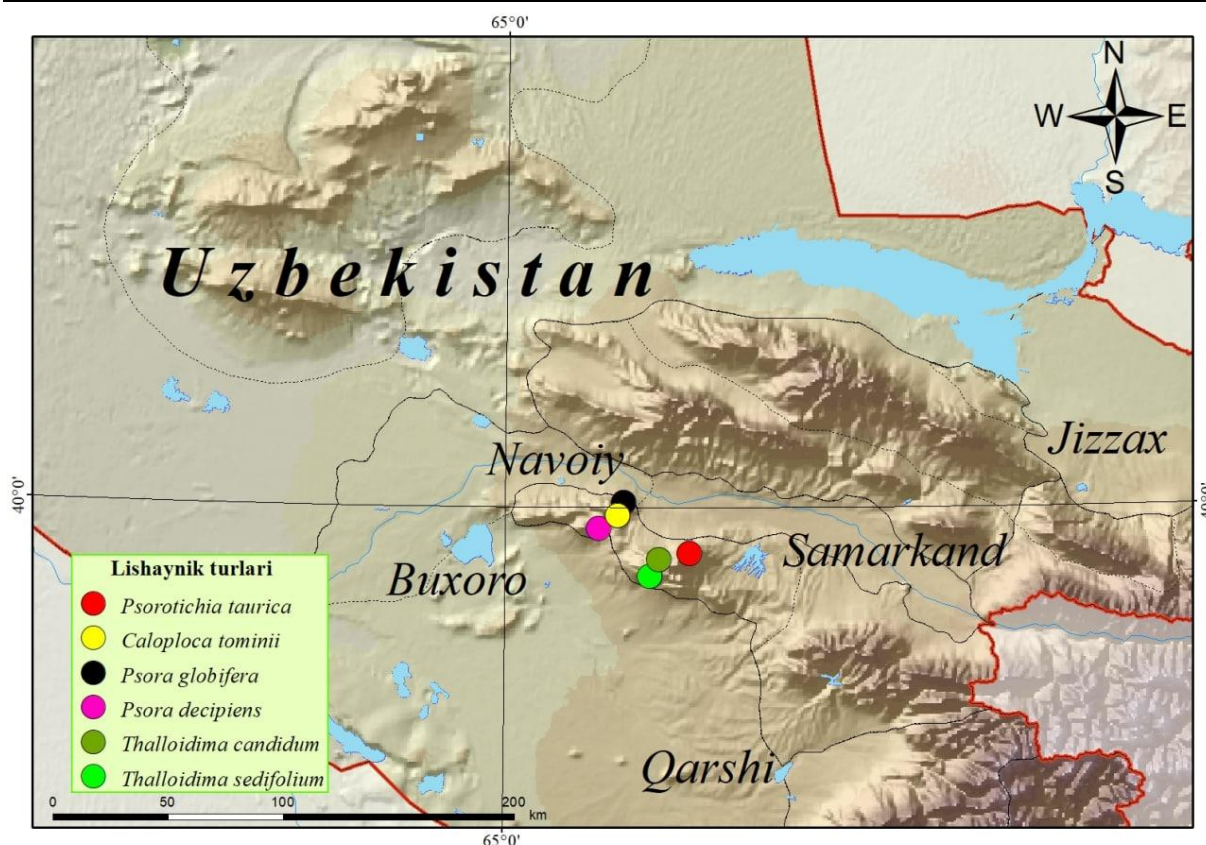 65°0'
N
W E
S
Uzbekistan
Jizzax
Navoiy
40°0'
40°0'
Samarkand
Buxoro
Lishaynik turlari
Psorotichia taurica
Caloploca tominii
Psora globifera
Psora decipiens
Thalloidima candidum
Thalloidima sedifolium
Qarshi
0 50 100 200
km
65°0'